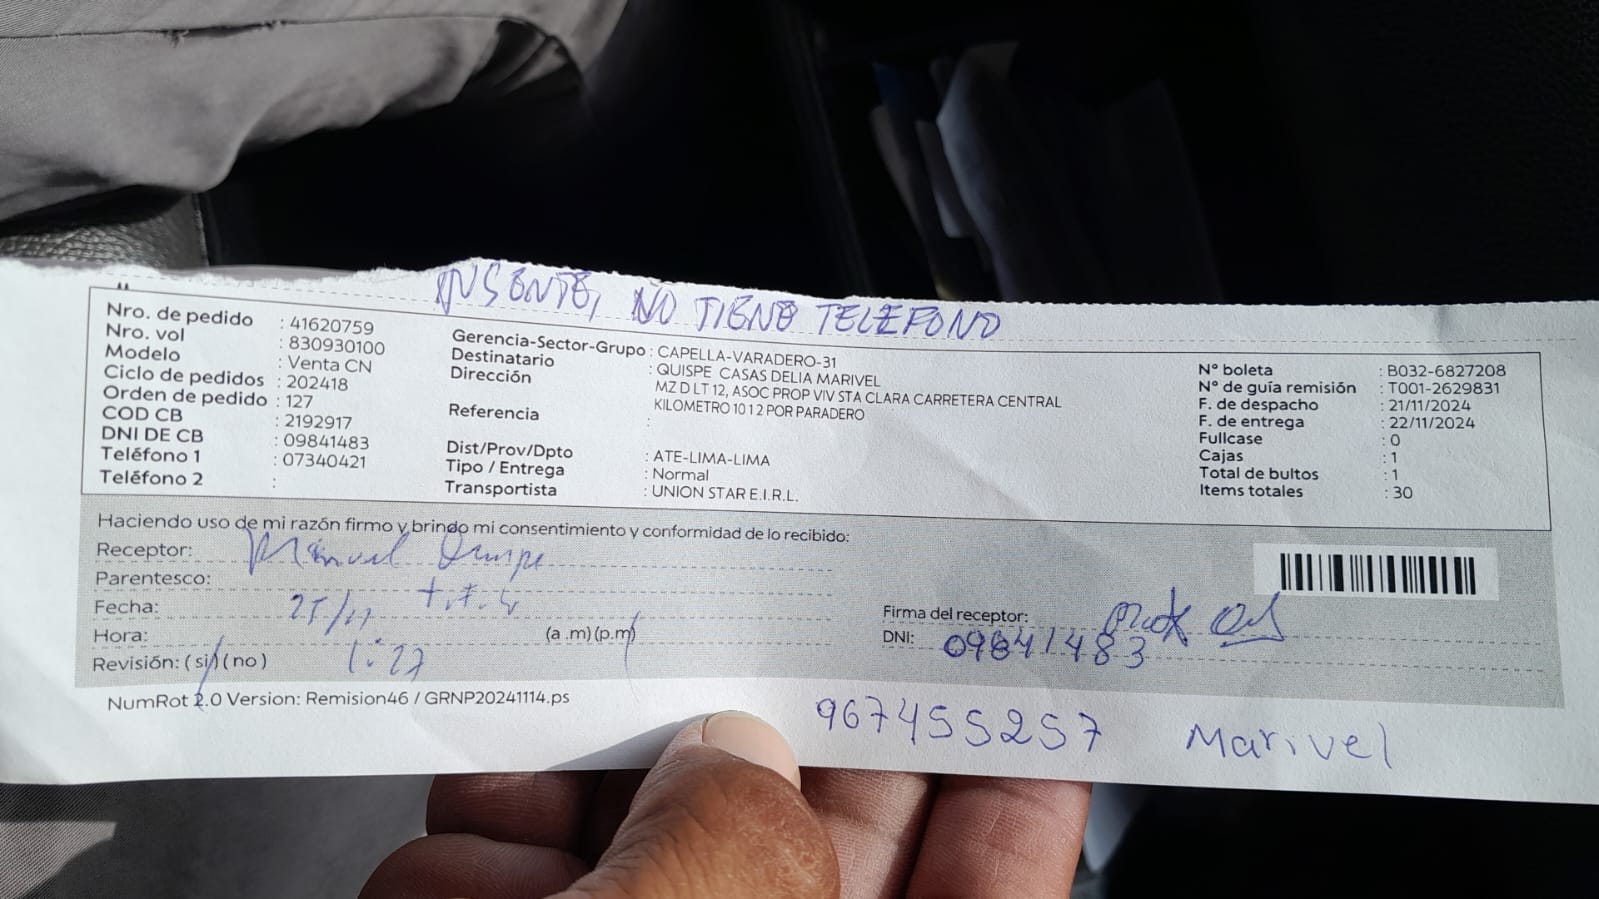 AUSENTE, NO TIENE TELEFONO
Nro. de pedido : 41620759
Nro. vol : 830930100
Modelo : Venta CN
Ciclo de pedidos : 202418
Orden de pedido : 127
COD CB : 2192917
DNI DE CB : 09841483
Teléfono 1 : 07340421
Teléfono 2 :
Gerencia-Sector-Grupo : CAPELLA-VARADERO-31
Destinatario : QUISPE CASAS DELIA MARIVEL
Dirección MZ D LT 12, ASOC PROP VIV STA CLARA CARRETERA CENTRAL
KILOMETRO 10 1 2 POR PARADERO
Referencia :
Dist/Prov/Dpto : ATE-LIMA-LIMA
Tipo / Entrega : Normal
Transportista : UNION STAR E.I.R.L.
N° boleta : B032-6827208
N° de guía remisión : T001-2629831
F. de despacho : 21/11/2024
F. de entrega : 22/11/2024
Fullcase : 0
Cajas : 1
Total de bultos : 1
Items totales : 30
Haciendo uso de mi razón firmo y brindo mi consentimiento y conformidad de lo recibido:
Receptor: Quispe
Parentesco:
Fecha:
Hora: (a .m) (p.m)
Revisión: ( si ) ( no ) 1:27
Firma del receptor:
DNI: 09841483
NumRot 2.0 Version: Remision46 / GRNP20241114.ps
967455257 Marivel